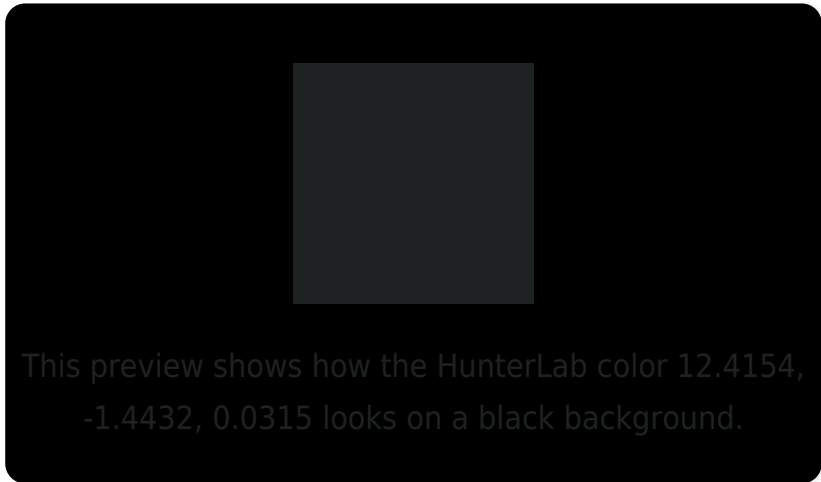 This preview shows how the HunterLab color 12.4154,
-1.4432, 0.0315 looks on a black background.